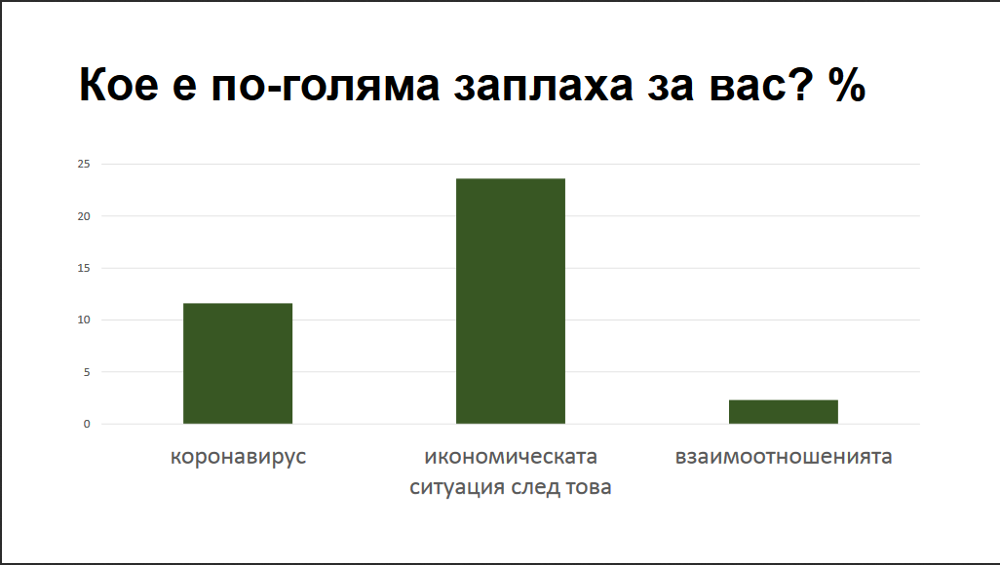 Кое е по-голяма заплаха за вас? %
25
20
15
10
5
0
коронавирус
икономическата
ситуация след това
взаимоотношенията